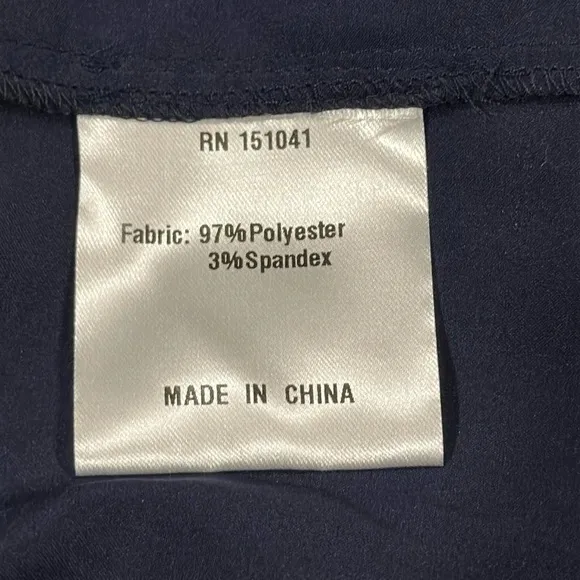 RN 151041
Fabric: 97%Polyester
3%Spandex
MADE IN CHINA